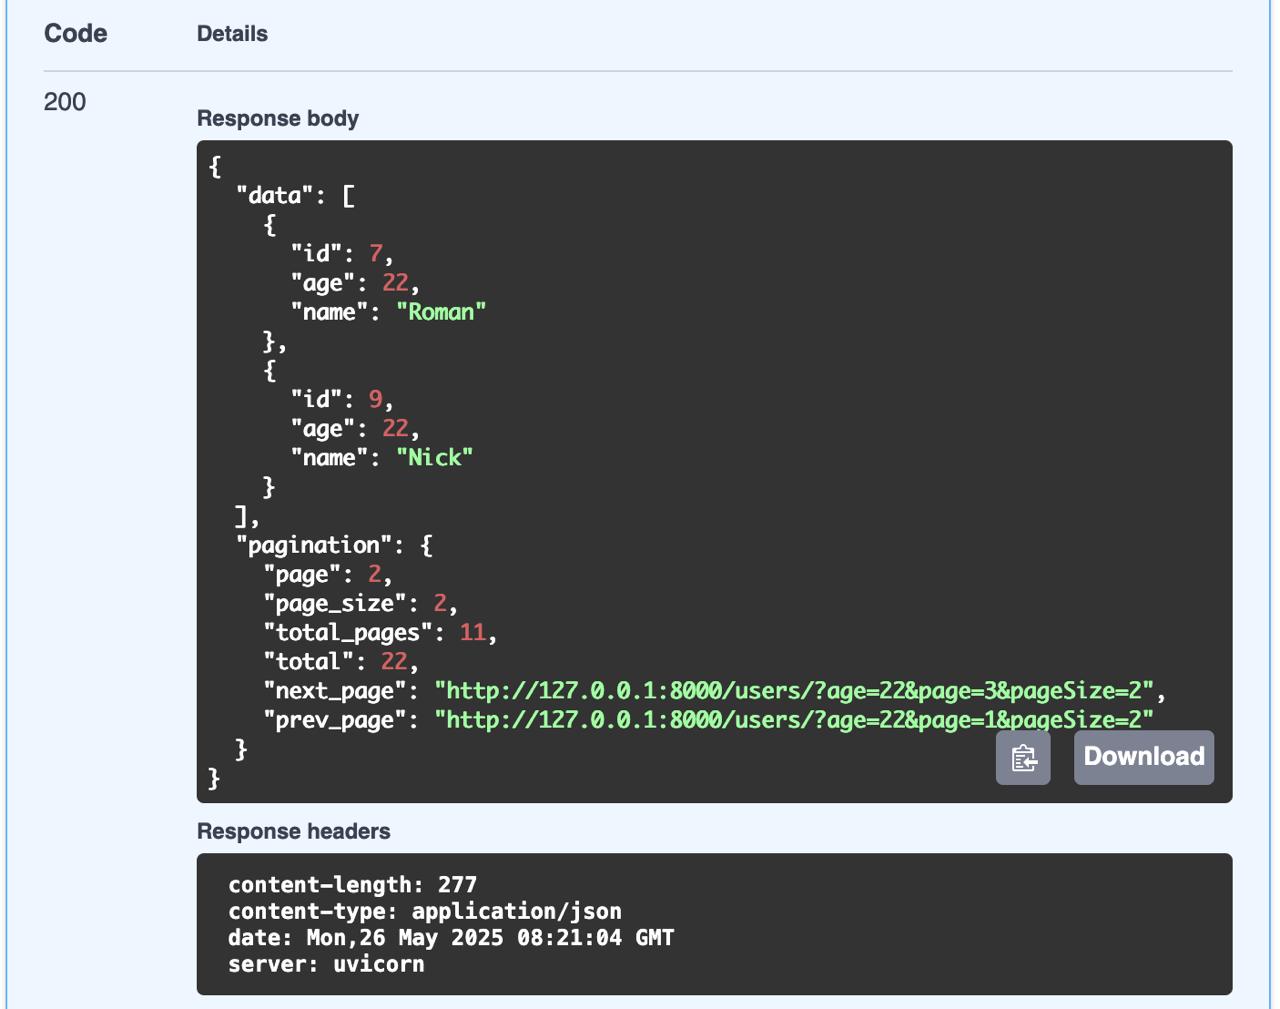 Code Details
200
Response body
{
  "data": [
    {
      "id": 7,
      "age": 22,
      "name": "Roman"
    },
    {
      "id": 9,
      "age": 22,
      "name": "Nick"
    }
  ],
  "pagination": {
    "page": 2,
    "page_size": 2,
    "total_pages": 11,
    "total": 22,
    "next_page": "http://127.0.0.1:8000/users/?age=22&page=3&pageSize=2",
    "prev_page": "http://127.0.0.1:8000/users/?age=22&page=1&pageSize=2"
  }
}
Download
Response headers
content-length: 277
content-type: application/json
date: Mon,26 May 2025 08:21:04 GMT
server: uvicorn